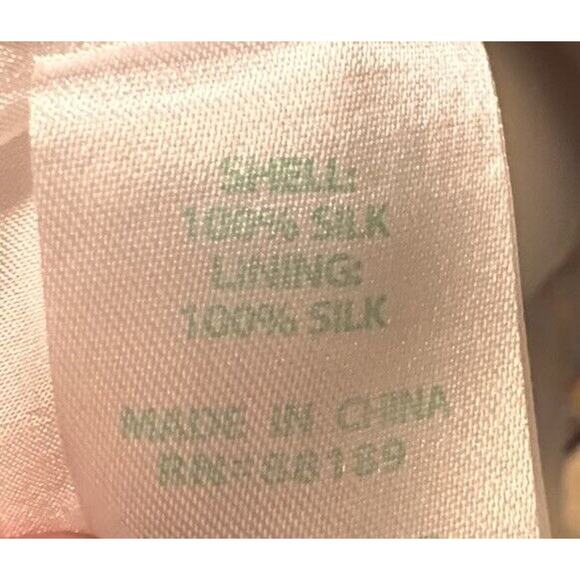 SHELL:
100% SILK
LINING:
100% SILK
MADE IN CHINA
RN#88189